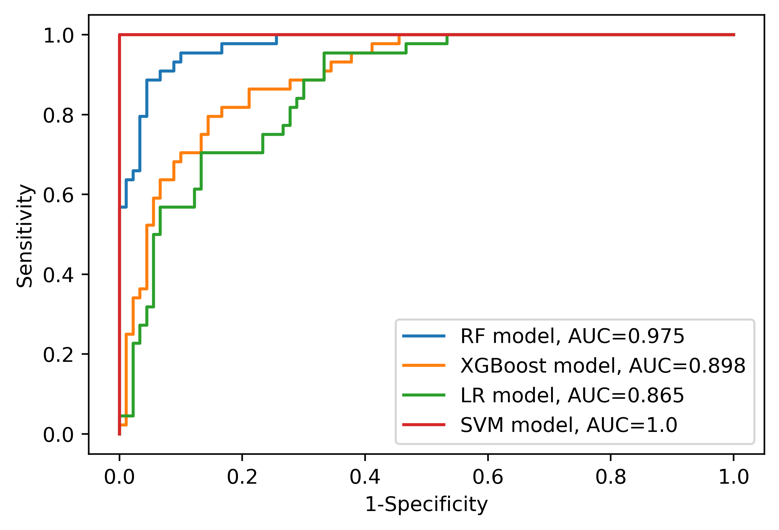 1.0
0.8
0.6
0.4
0.2
0.0
Sensitivity
RF model, AUC=0.975
XGBoost model, AUC=0.898
LR model, AUC=0.865
SVM model, AUC=1.0
0.0 0.2 0.4 0.6 0.8 1.0
1-Specificity